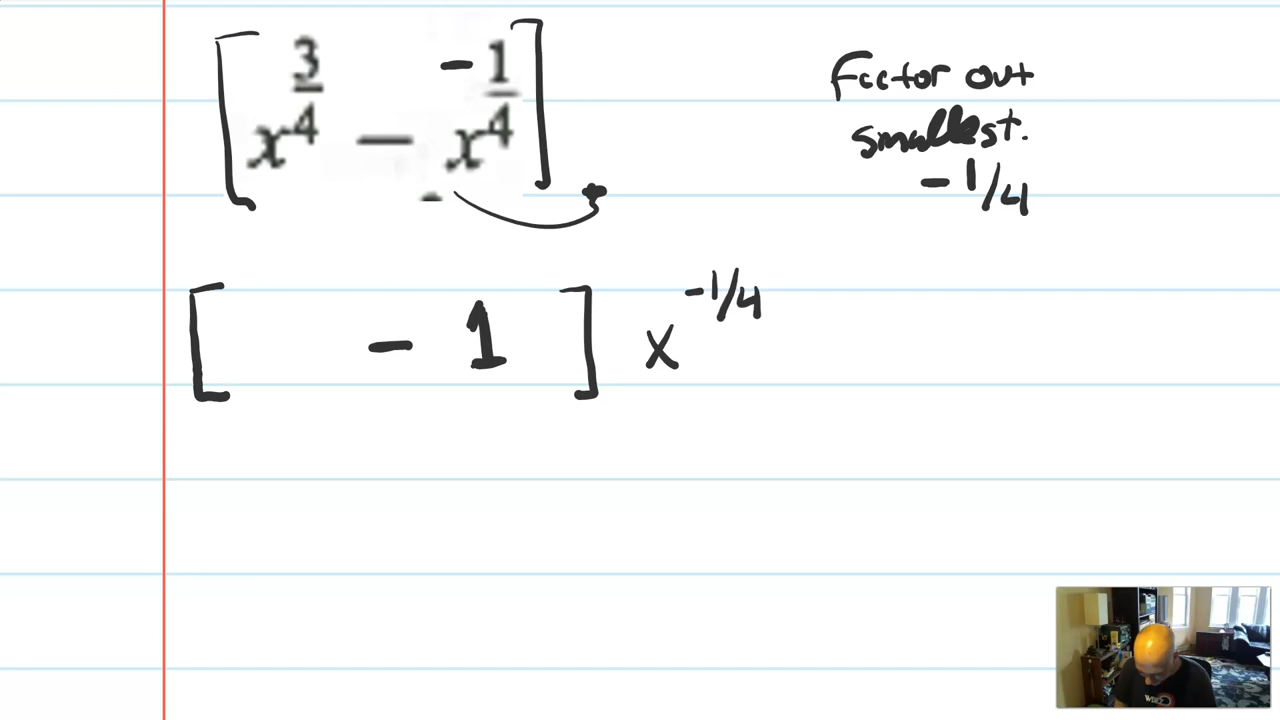 [ x^{3/4} - x^{-1/4} ]
Factor out
smallest.
- 1/4
[ - 1 ] x^{-1/4}